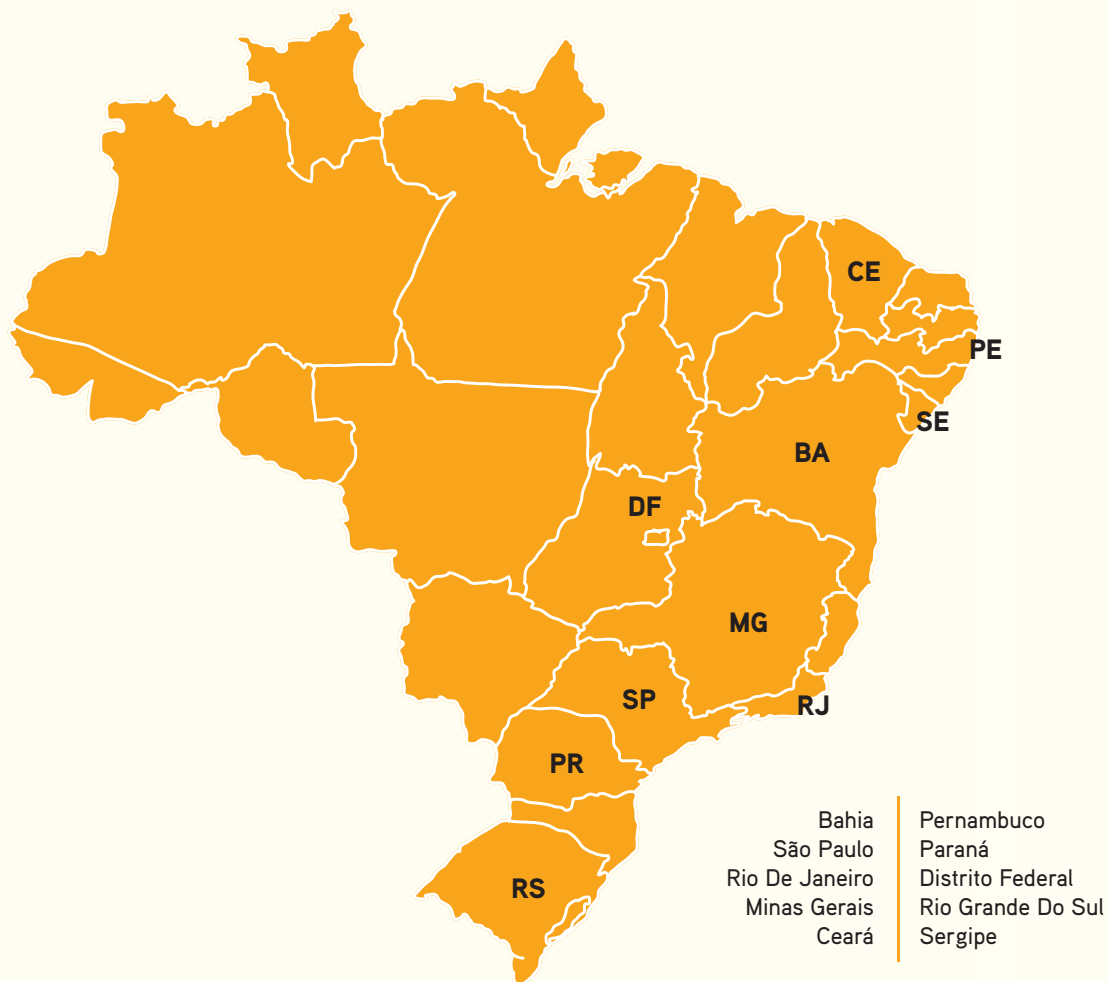 CE
PE
SE
BA
DF
MG
SP
RJ
PR
RS
Bahia
São Paulo
Rio De Janeiro
Minas Gerais
Ceará
Pernambuco
Paraná
Distrito Federal
Rio Grande Do Sul
Sergipe